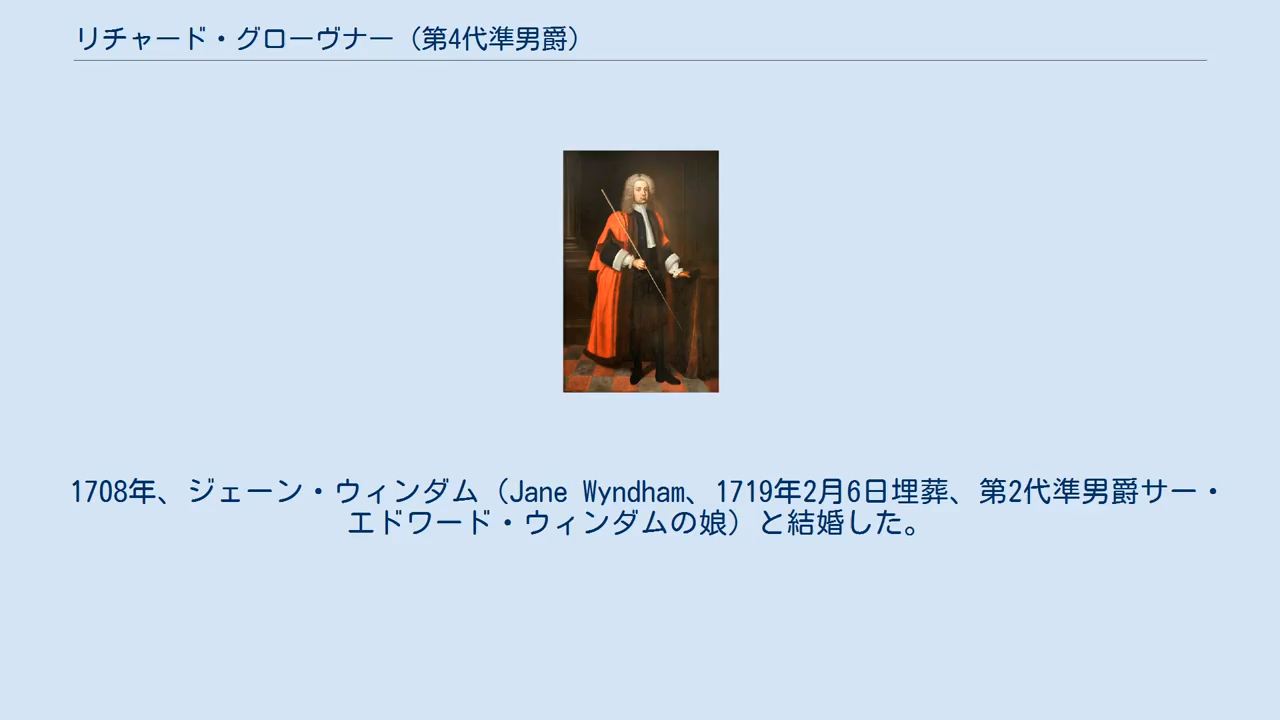 リチャード・グローヴナー（第4代準男爵）
1708年、ジェーン・ウィンダム（Jane Wyndham、1719年2月6日埋葬、第2代準男爵サー・
エドワード・ウィンダムの娘）と結婚した。